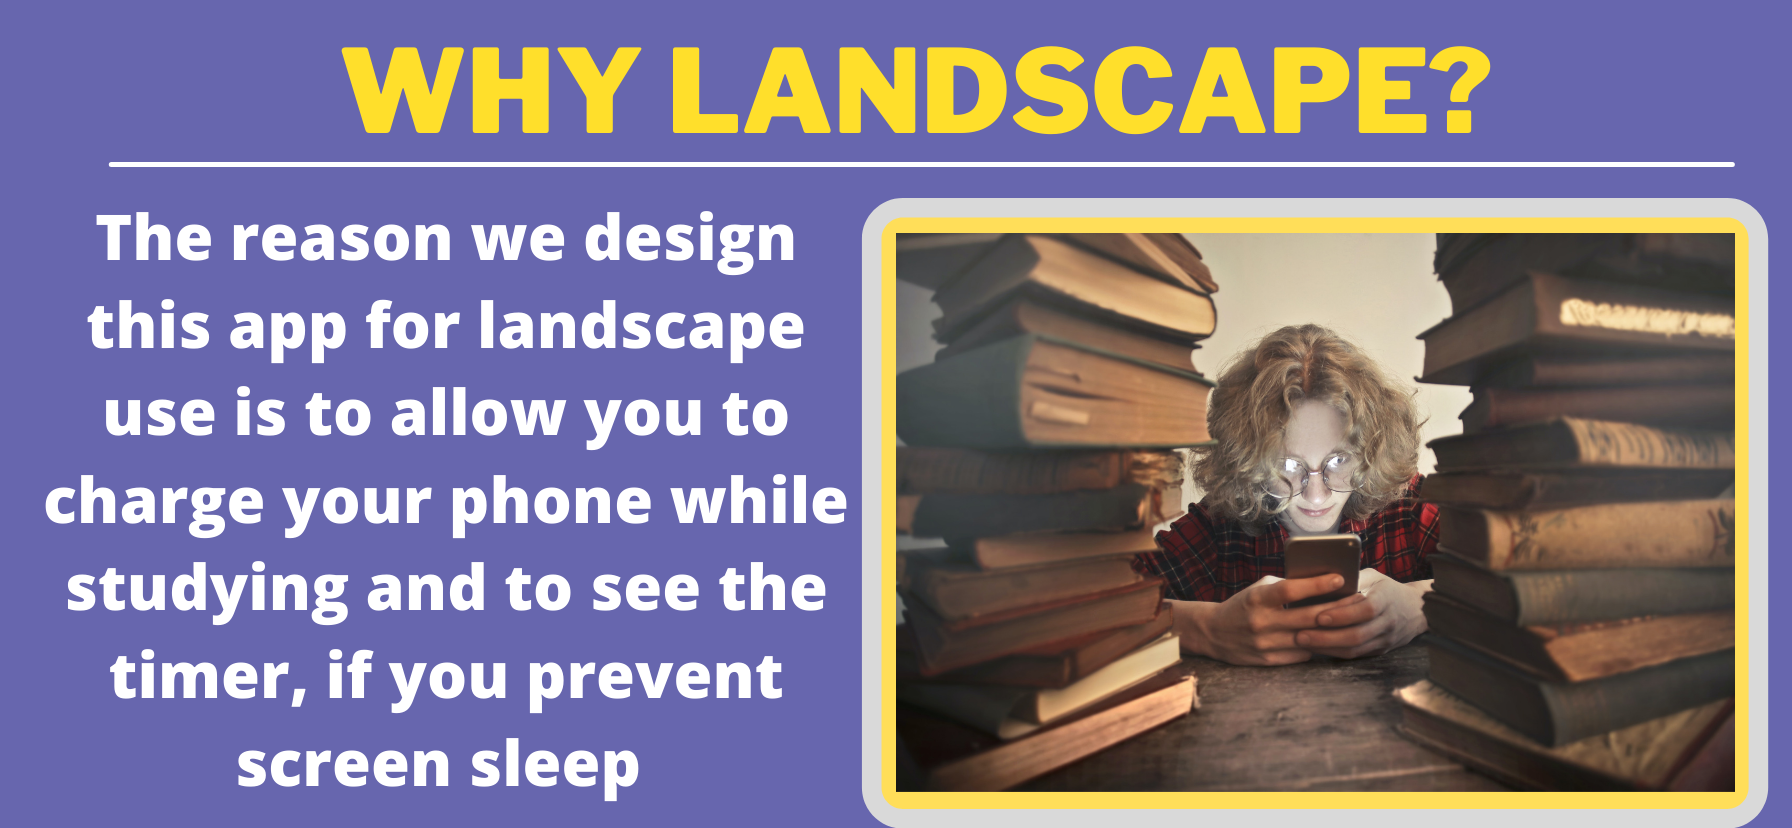 WHY LANDSCAPE?
The reason we design
this app for landscape
use is to allow you to
charge your phone while
studying and to see the
timer, if you prevent
screen sleep